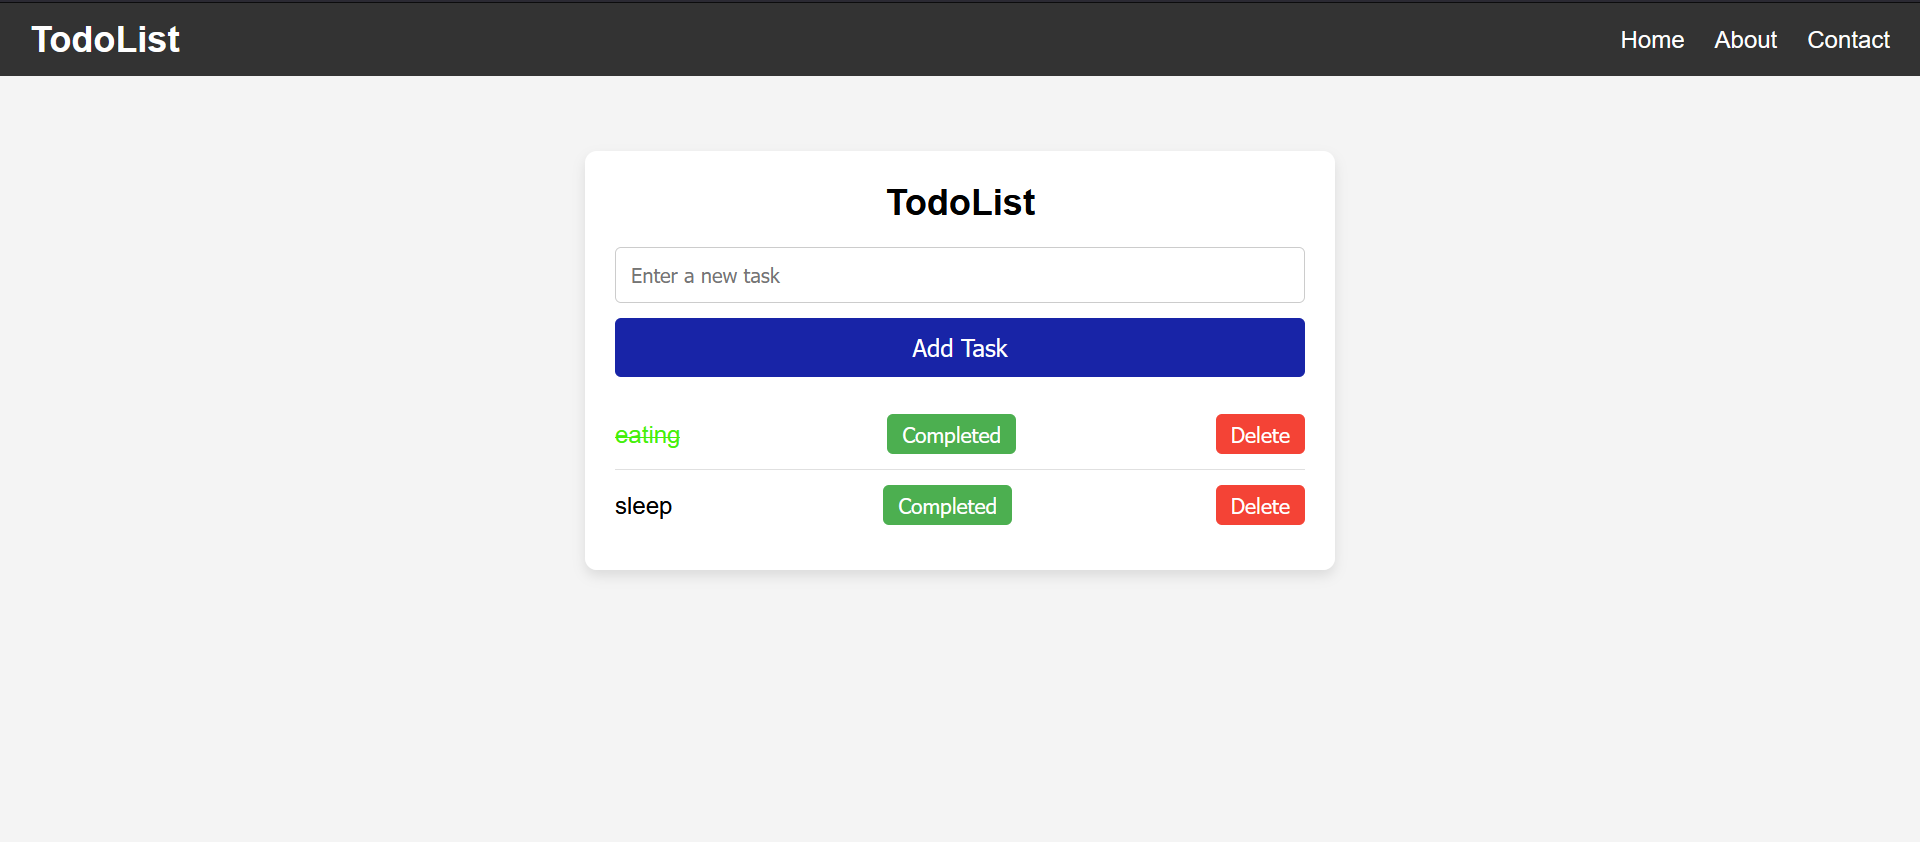 TodoList Home About Contact
TodoList
Enter a new task
Add Task
eating Completed Delete
sleep Completed Delete